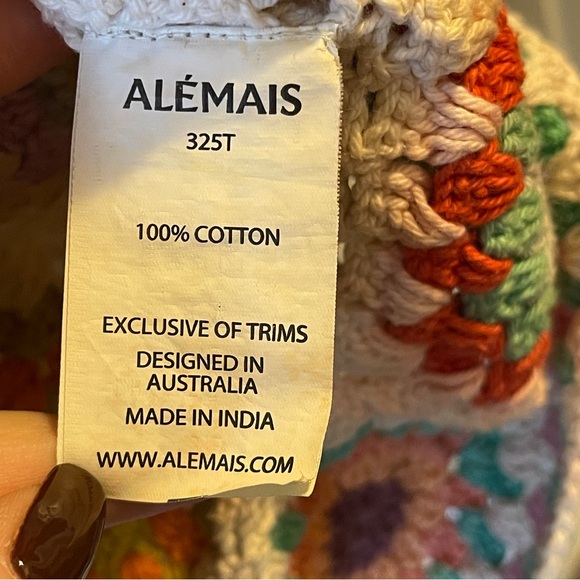 ALÉMAIS
325T
100% COTTON
EXCLUSIVE OF TRIMS
DESIGNED IN
AUSTRALIA
MADE IN INDIA
WWW.ALEMAIS.COM